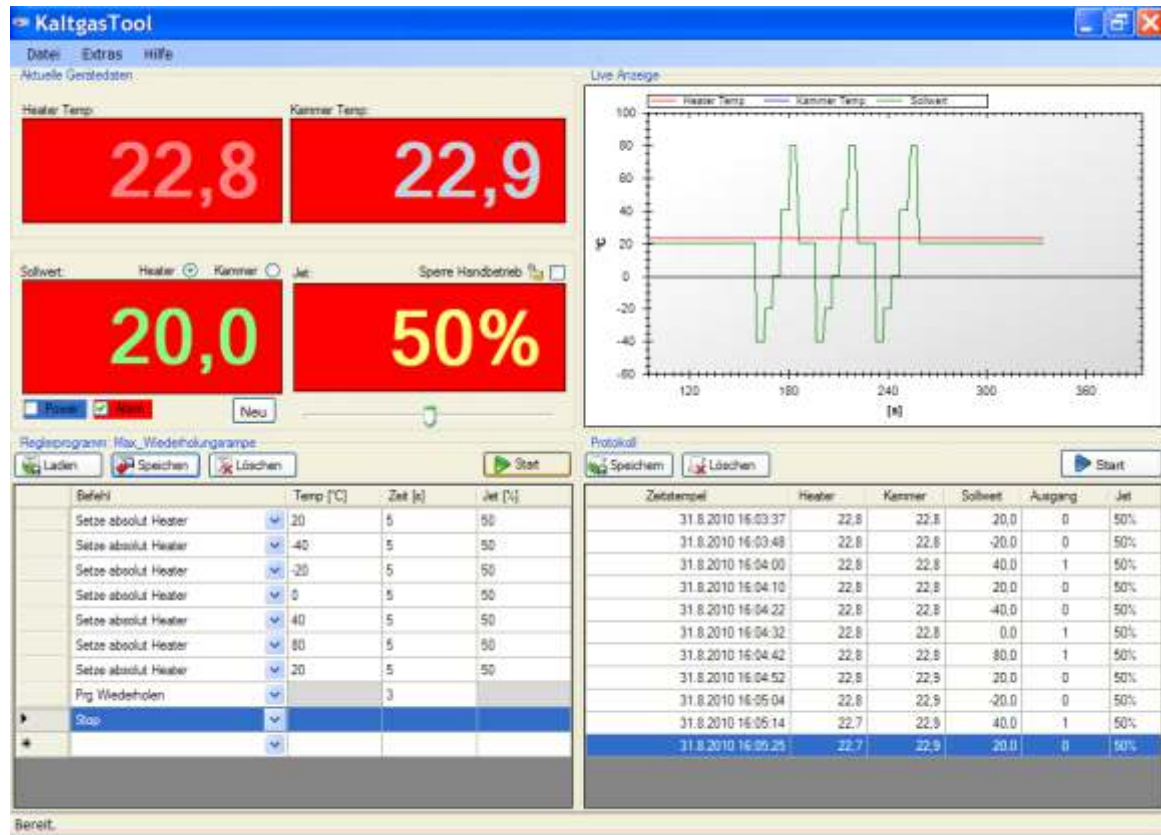 KaltgasTool
Datei Extras Hilfe
Aktuelle Gerätedaten
Heater Temp:
Kammer Temp:
22,8
22,9
Sollwert: Heater Kammer
Jet: Sperre Handbetrieb
20,0
50%
Power Alarm Neu
Live Anzeige
Heater Temp Kammer Temp Sollwert
100
80
60
40
20
0
-20
-40
-60
°C
120 180 240 300 360
[s]
Reglerprogramm: Max_Wiederholungsrampe
Laden Speichen Löschen Start
Befehl Temp [°C] Zeit [s] Jet [%]
Setze absolut Heater 20 5 50
Setze absolut Heater -40 5 50
Setze absolut Heater -20 5 50
Setze absolut Heater 0 5 50
Setze absolut Heater 40 5 50
Setze absolut Heater 80 5 50
Setze absolut Heater 20 5 50
Prg Wiederholen 3
Stop
Protokoll
Speichern Löschen Start
Zeitstempel Heater Kammer Sollwert Ausgang Jet
31.8.2010 16:03:37 22,8 22,8 20,0 0 50%
31.8.2010 16:03:48 22,8 22,8 -20,0 0 50%
31.8.2010 16:04:00 22,8 22,8 40,0 1 50%
31.8.2010 16:04:10 22,8 22,8 20,0 0 50%
31.8.2010 16:04:22 22,8 22,8 -40,0 0 50%
31.8.2010 16:04:32 22,8 22,8 0,0 1 50%
31.8.2010 16:04:42 22,8 22,8 80,0 1 50%
31.8.2010 16:04:52 22,8 22,9 20,0 0 50%
31.8.2010 16:05:04 22,8 22,9 -20,0 0 50%
31.8.2010 16:05:14 22,7 22,9 40,0 1 50%
31.8.2010 16:05:25 22,7 22,9 20,0 0 50%
Bereit.